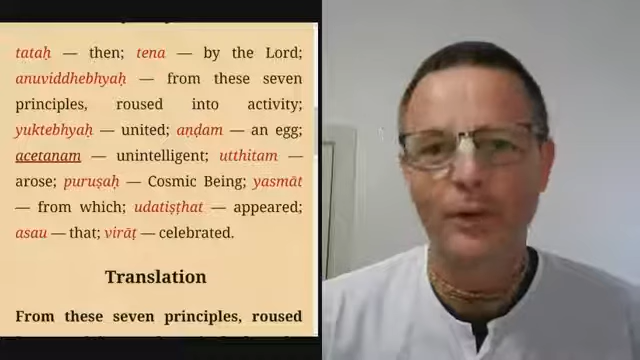 tataḥ — then; tena — by the Lord;
anuviddhebhyaḥ — from these seven
principles, roused into activity;
yuktebhyaḥ — united; aṇḍam — an egg;
acetanam — unintelligent; utthitam —
arose; puruṣaḥ — Cosmic Being; yasmāt
— from which; udatiṣṭhat — appeared;
asau — that; virāṭ — celebrated.
Translation
From these seven principles, roused